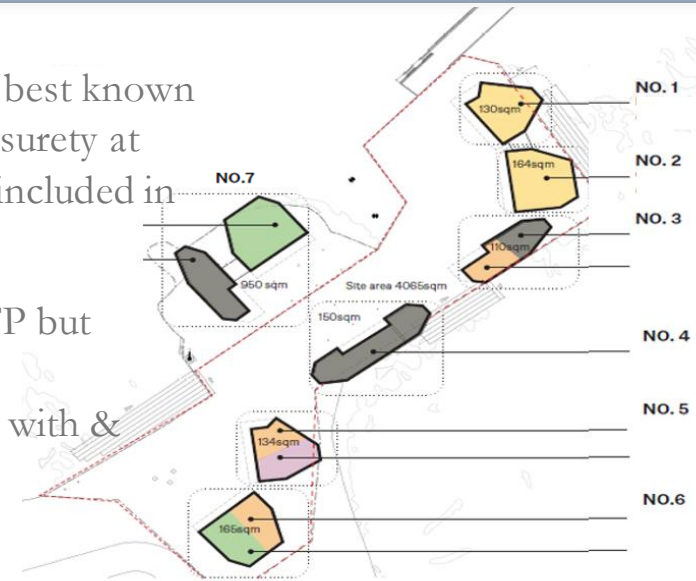 best known
surety at
included in
TP but
with &
NO. 1
130sqm
NO. 2
164sqm
NO.7
NO. 3
110sqm
950 sqm
Site area 4065sqm
150sqm
NO. 4
NO. 5
134sqm
NO.6
165sqm